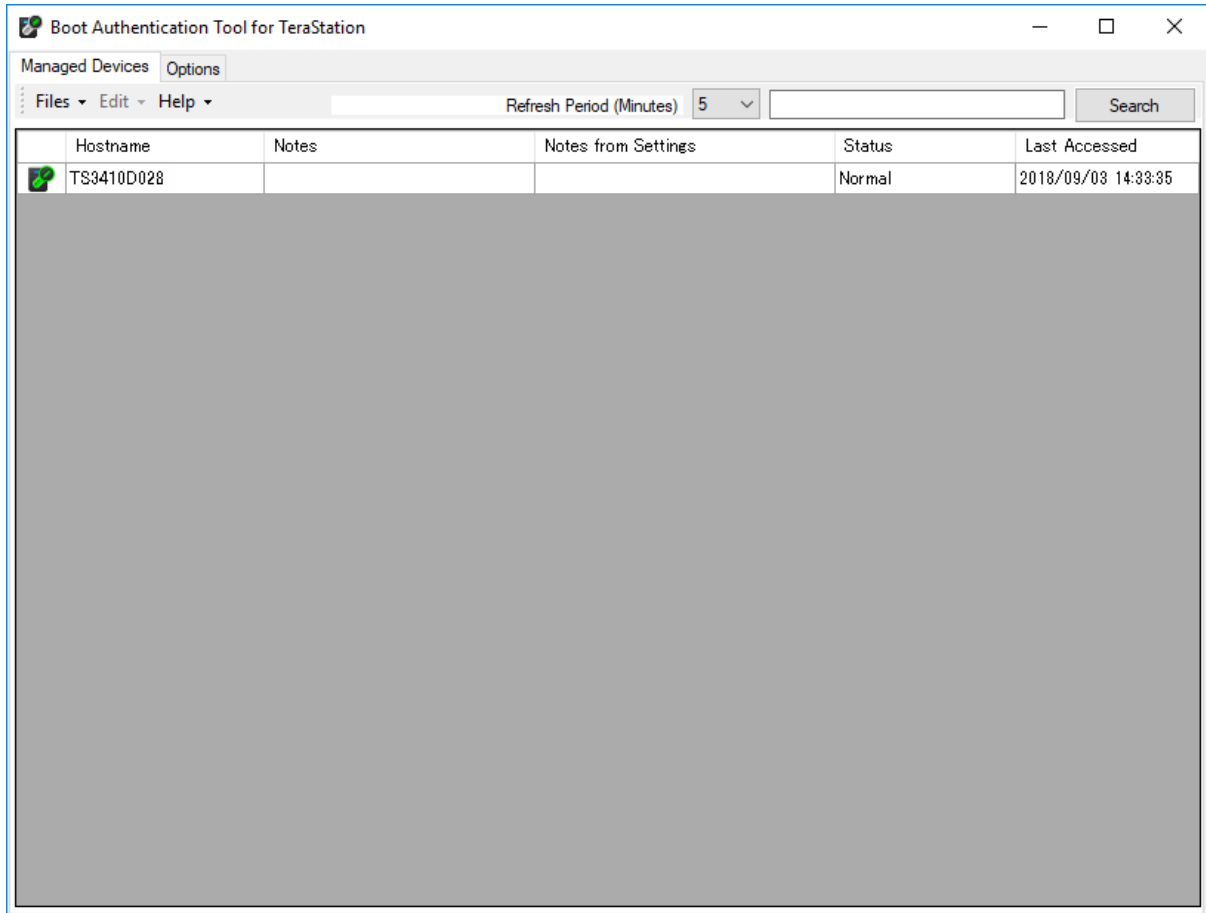 Boot Authentication Tool for TeraStation
Managed Devices Options
Files Edit Help Refresh Period (Minutes) 5 Search
Hostname Notes Notes from Settings Status Last Accessed
TS3410D028 Normal 2018/09/03 14:33:35